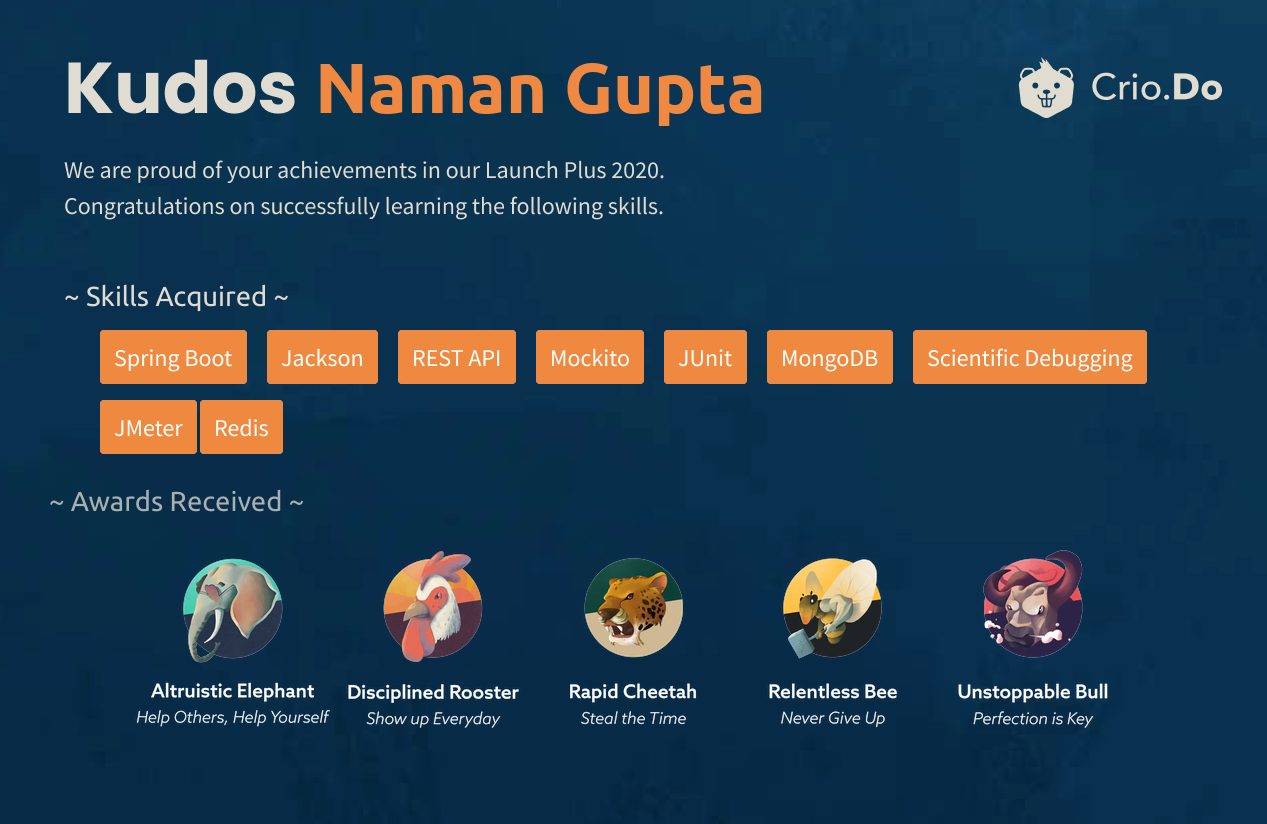 Kudos Naman Gupta
Crio.Do
We are proud of your achievements in our Launch Plus 2020.
Congratulations on successfully learning the following skills.
~ Skills Acquired ~
Spring Boot Jackson REST API Mockito JUnit MongoDB Scientific Debugging
JMeter Redis
~ Awards Received ~
Altruistic Elephant Disciplined Rooster Rapid Cheetah Relentless Bee Unstoppable Bull
Help Others, Help Yourself Show up Everyday Steal the Time Never Give Up Perfection is Key